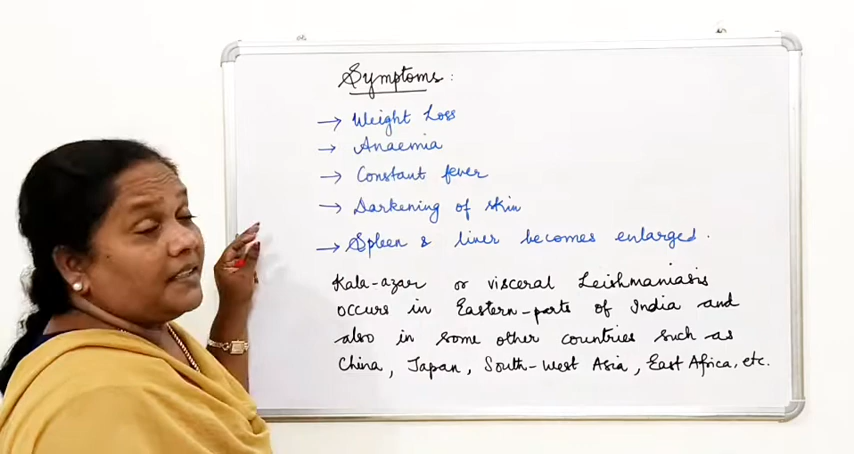 Symptoms:
→ Weight Loss
→ Anaemia
→ Constant fever
→ Darkening of skin
→ Spleen & liver becomes enlarged.
Kala-azar or visceral Leishmaniasis
occurs in Eastern-parts of India and
also in some other countries such as
China, Japan, South-West Asia, East Africa, etc.